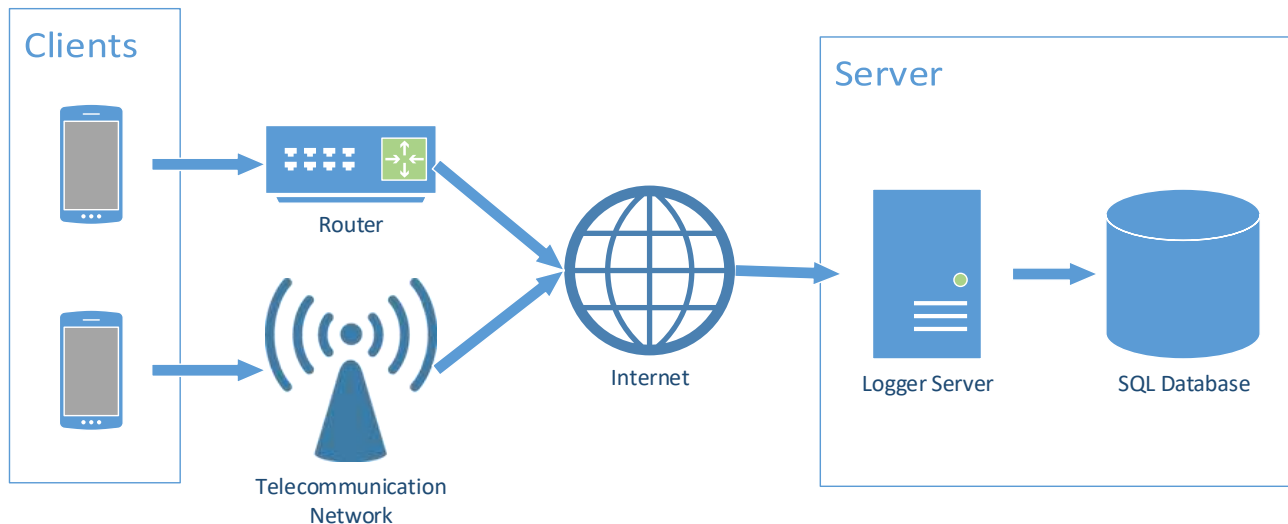 Clients
Server
Router
Internet
Logger Server
SQL Database
Telecommunication
Network